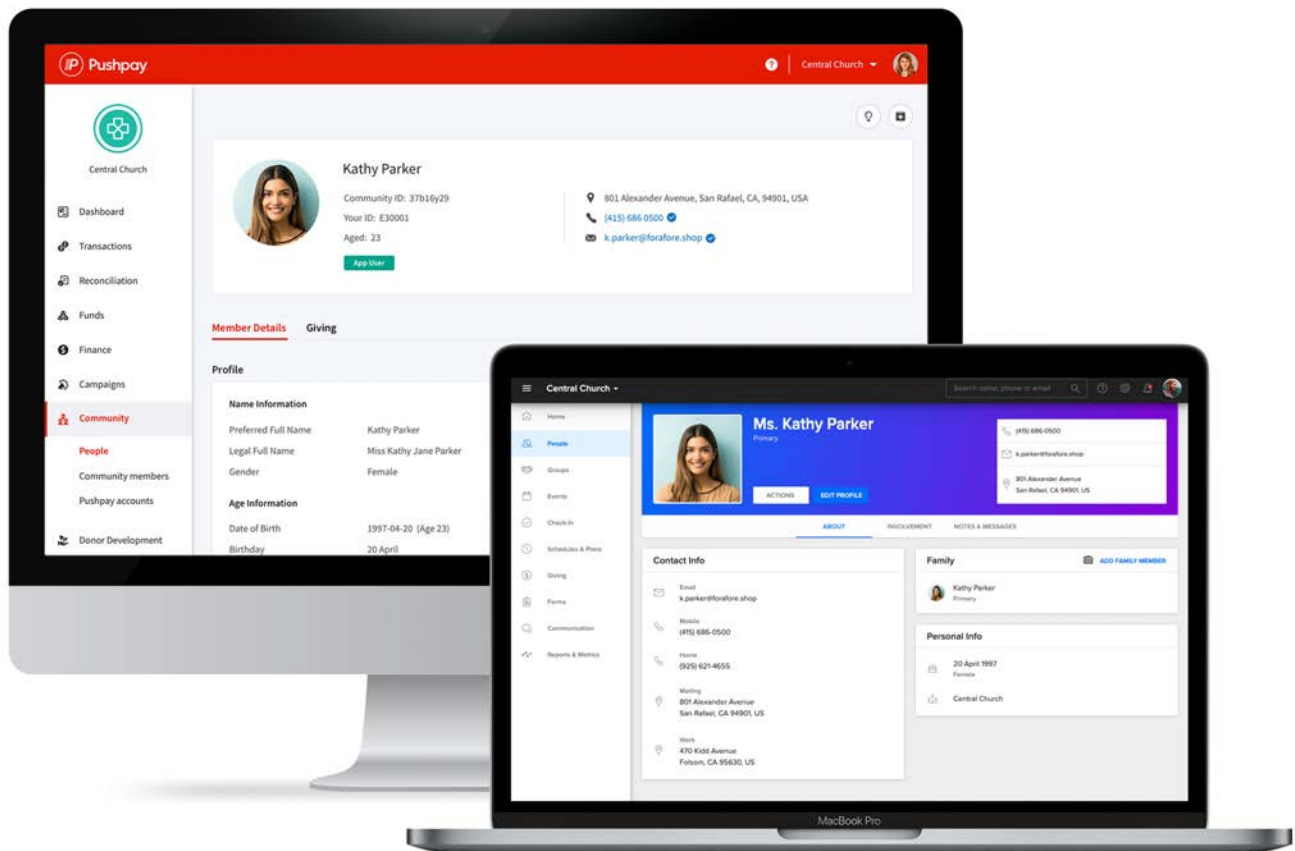 Pushpay
Central Church
Central Church
Dashboard
Transactions
Reconciliation
Funds
Finance
Campaigns
Community
People
Community members
Pushpay accounts
Donor Development
Kathy Parker
Community ID: 37b16y29
Your ID: E30001
Aged: 23
App User
801 Alexander Avenue, San Rafael, CA, 94901, USA
(415) 686 0500
k.parker@forafore.shop
Member Details Giving
Profile
Name Information
Preferred Full Name Kathy Parker
Legal Full Name Miss Kathy Jane Parker
Gender Female
Age Information
Date of Birth 1997-04-20 (Age 23)
Birthday 20 April
Central Church
Search name, phone or email
Home
People
Groups
Events
Check-In
Schedules & Plans
Giving
Forms
Communication
Reports & Metrics
Ms. Kathy Parker
Primary
ACTIONS EDIT PROFILE
(415) 686-0500
k.parker@forafore.shop
801 Alexander Avenue
San Rafael, CA 94901, US
ABOUT INVOLVEMENT NOTES & MESSAGES
Contact Info
Email
k.parker@forafore.shop
Mobile
(415) 686-0500
Home
(925) 621-4655
Mailing
801 Alexander Avenue
San Rafael, CA 94901, US
Work
470 Kidd Avenue
Folsom, CA 95630, US
Family ADD FAMILY MEMBER
Kathy Parker
Primary
Personal Info
20 April 1997
Female
Central Church
MacBook Pro